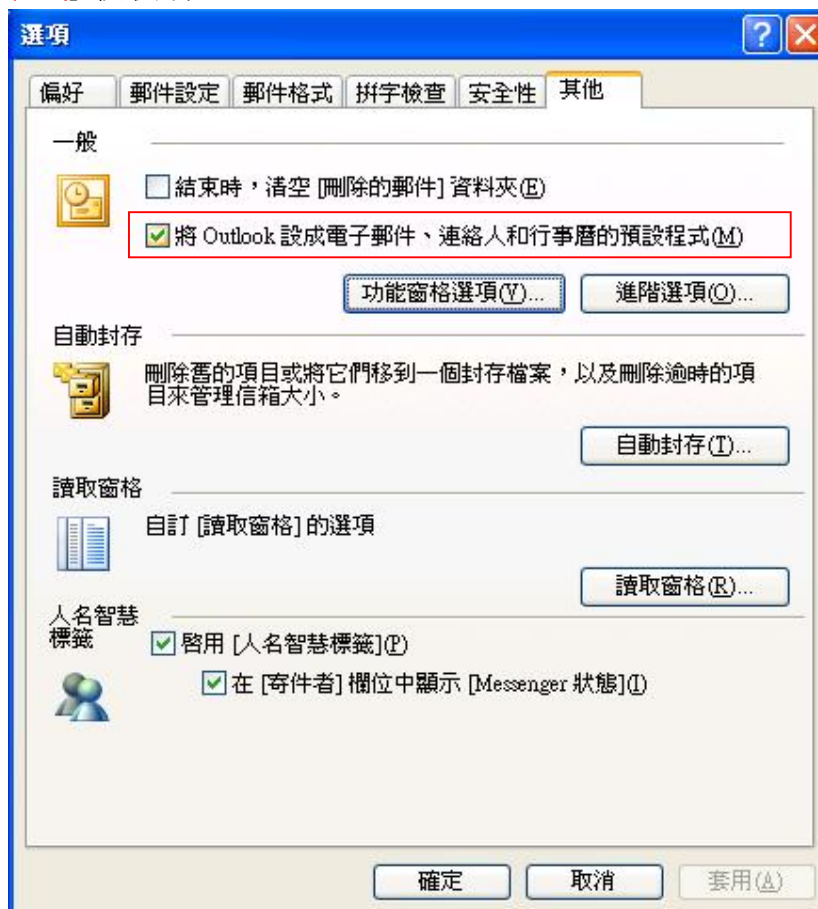 選項
偏好 郵件設定 郵件格式 拼字檢查 安全性 其他
一般
結束時，清空 [刪除的郵件] 資料夾(E)
將 Outlook 設成電子郵件、連絡人和行事曆的預設程式(M)
功能窗格選項(V)... 進階選項(O)...
自動封存
刪除舊的項目或將它們移到一個封存檔案，以及刪除逾時的項
目來管理信箱大小。
自動封存(T)...
讀取窗格
自訂 [讀取窗格] 的選項
讀取窗格(R)...
人名智慧
標籤
啓用 [人名智慧標籤](P)
在 [寄件者] 欄位中顯示 [Messenger 狀態](I)
確定 取消 套用(A)